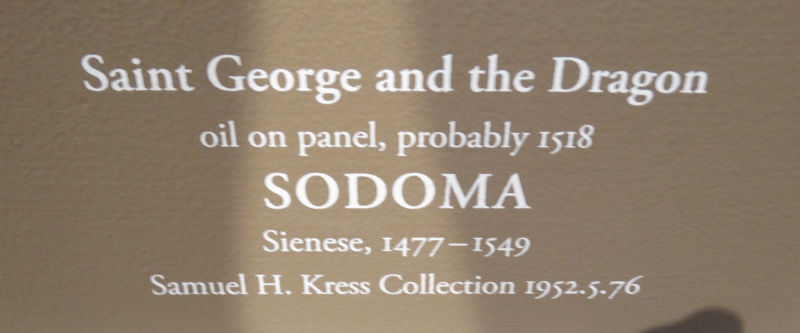 Saint George and the Dragon
oil on panel, probably 1518
SODOMA
Sienese, 1477–1549
Samuel H. Kress Collection 1952.5.76